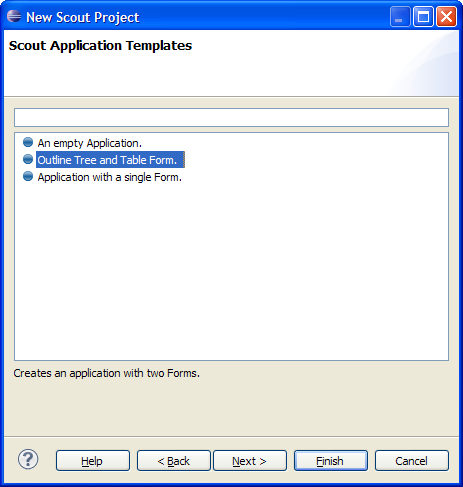 New Scout Project
Scout Application Templates
An empty Application.
Outline Tree and Table Form.
Application with a single Form.
Creates an application with two Forms.
? Help < Back Next > Finish Cancel